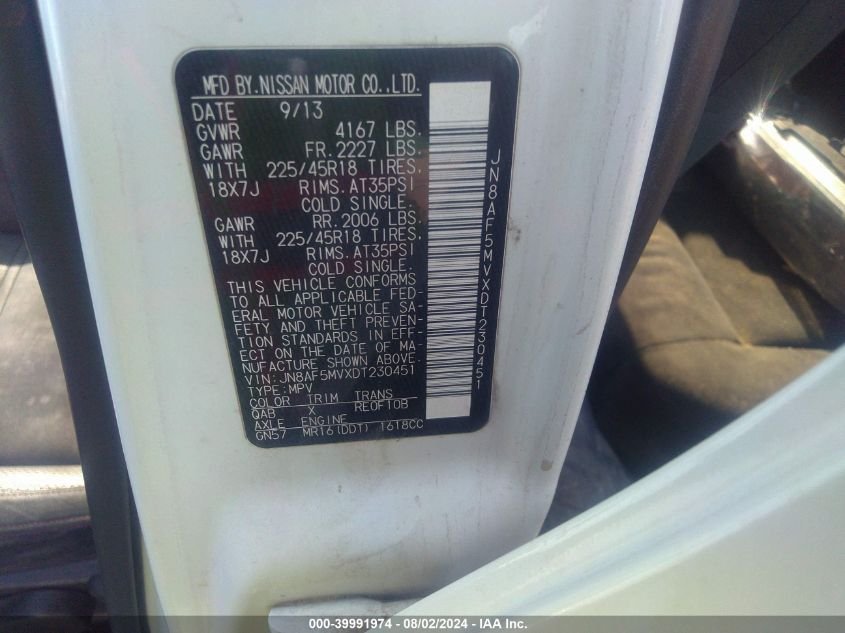 MFD BY.NISSAN MOTOR CO.,LTD.
DATE 9/13
GVWR 4167 LBS.
GAWR FR.2227 LBS.
WITH 225/45R18 TIRES,
18X7J RIMS.AT35PSI
COLD SINGLE.
GAWR RR.2006 LBS.
WITH 225/45R18 TIRES,
18X7J RIMS.AT35PSI
COLD SINGLE.
THIS VEHICLE CONFORMS
TO ALL APPLICABLE FED-
ERAL MOTOR VEHICLE SA-
FETY AND THEFT PREVEN-
TION STANDARDS IN EFF-
ECT ON THE DATE OF MA-
NUFACTURE SHOWN ABOVE.
VIN:JN8AF5MVXDT230451
TYPE:MPV
COLOR TRIM TRANS
QAB X RE0F10B
AXLE ENGINE
GN57 MR16(DDT) 1618CC
JN8AF5MVXDT230451
000-39991974 - 08/02/2024 - IAA Inc.